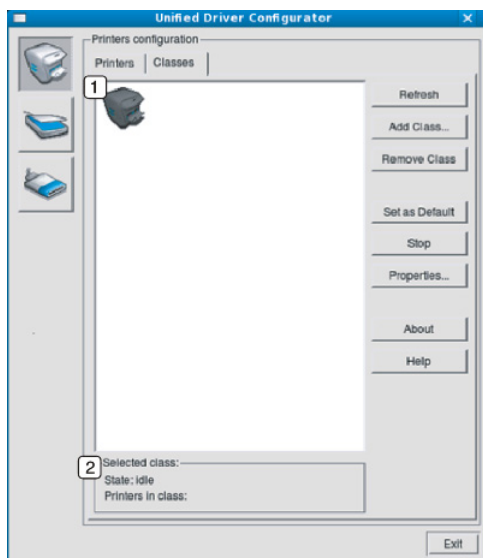 Unified Driver Configurator
Printers configuration
Printers Classes
1
Refresh
Add Class...
Remove Class
Set as Default
Stop
Properties...
About
Help
2 Selected class:
State: idle
Printers in class:
Exit